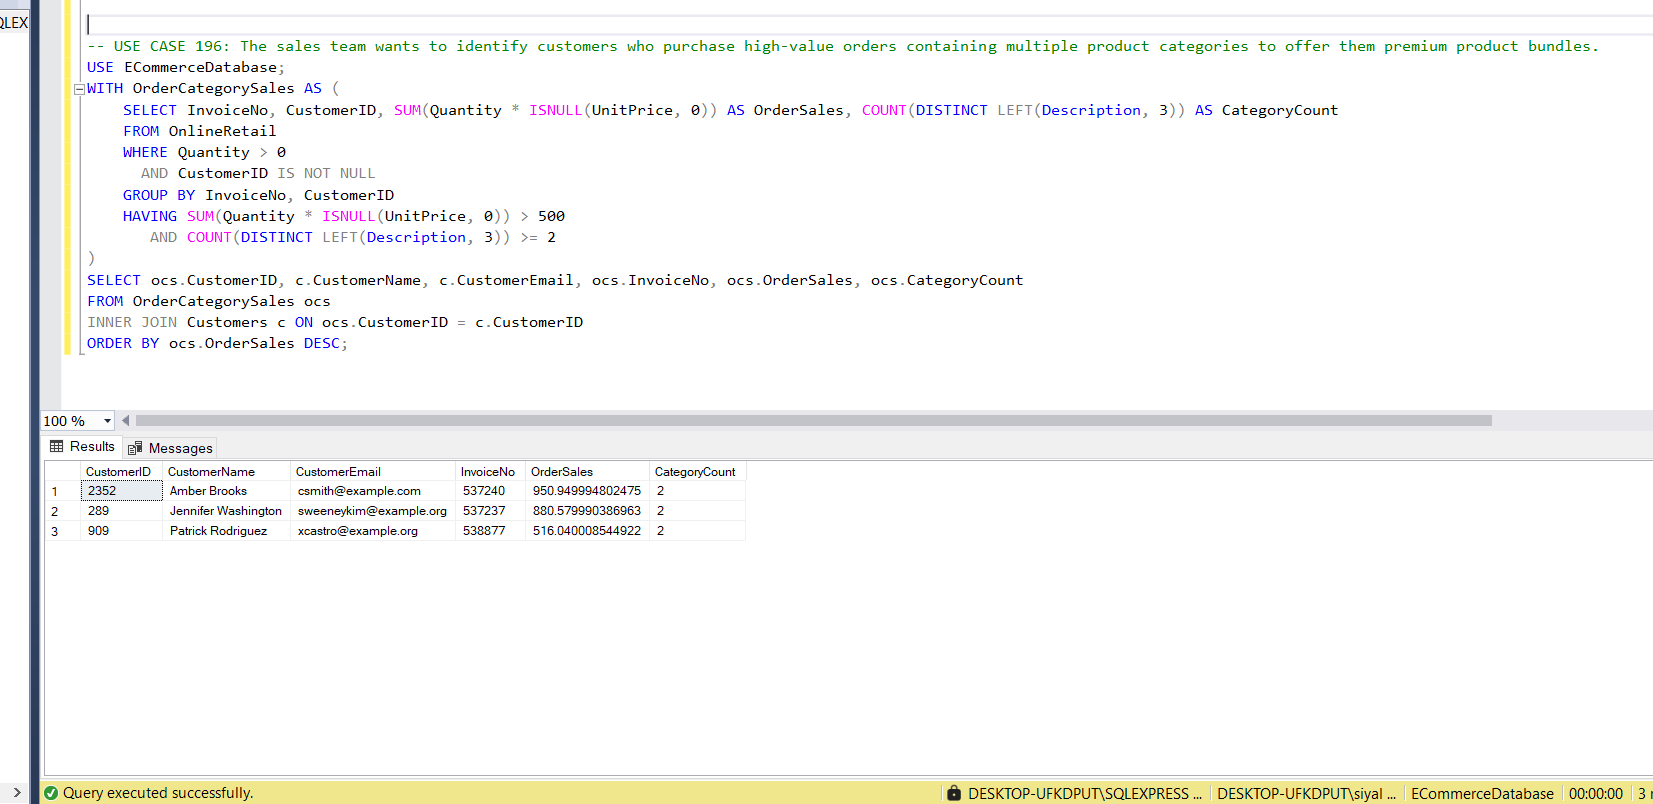 QLEX
-- USE CASE 196: The sales team wants to identify customers who purchase high-value orders containing multiple product categories to offer them premium product bundles.
USE ECommerceDatabase;
WITH OrderCategorySales AS (
SELECT InvoiceNo, CustomerID, SUM(Quantity * ISNULL(UnitPrice, 0)) AS OrderSales, COUNT(DISTINCT LEFT(Description, 3)) AS CategoryCount
FROM OnlineRetail
WHERE Quantity > 0
AND CustomerID IS NOT NULL
GROUP BY InvoiceNo, CustomerID
HAVING SUM(Quantity * ISNULL(UnitPrice, 0)) > 500
AND COUNT(DISTINCT LEFT(Description, 3)) >= 2
)
SELECT ocs.CustomerID, c.CustomerName, c.CustomerEmail, ocs.InvoiceNo, ocs.OrderSales, ocs.CategoryCount
FROM OrderCategorySales ocs
INNER JOIN Customers c ON ocs.CustomerID = c.CustomerID
ORDER BY ocs.OrderSales DESC;
100 %
Results Messages
CustomerID CustomerName CustomerEmail InvoiceNo OrderSales CategoryCount
1 2352 Amber Brooks csmith@example.com 537240 950.949994802475 2
2 289 Jennifer Washington sweeneykim@example.org 537237 880.579990386963 2
3 909 Patrick Rodriguez xcastro@example.org 538877 516.040008544922 2
Query executed successfully. DESKTOP-UFKDPUT\SQLEXPRESS ... DESKTOP-UFKDPUT\siyal ... ECommerceDatabase 00:00:00 3